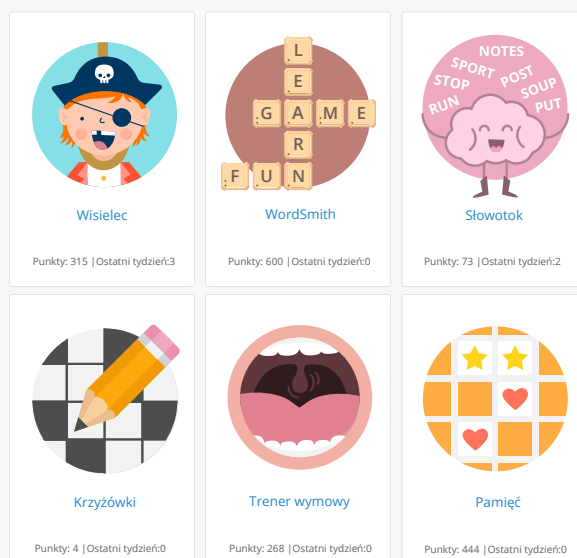 L
E
G A M E
R
F U N
NOTES
SPORT POST
STOP SOUP
RUN PUT
Wisielec
WordSmith
Słowotok
Punkty: 315 |Ostatni tydzień:3
Punkty: 600 |Ostatni tydzień:0
Punkty: 73 |Ostatni tydzień:2
Krzyżówki
Trener wymowy
Pamięć
Punkty: 4 |Ostatni tydzień:0
Punkty: 268 |Ostatni tydzień:0
Punkty: 444 |Ostatni tydzień:0